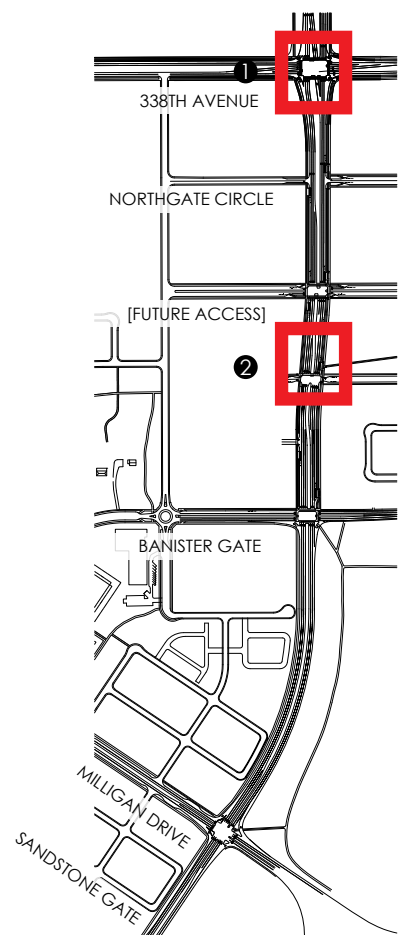 1
338TH AVENUE
NORTHGATE CIRCLE
[FUTURE ACCESS]
2
BANISTER GATE
MILLIGAN DRIVE
SANDSTONE GATE